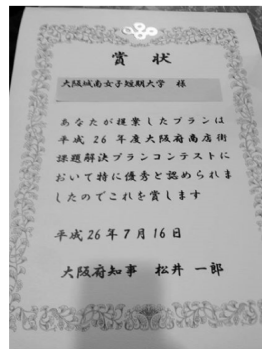 賞状
大阪城南女子短期大学 様
あなたが提案したプランは
平成26年度大阪府商店街
課題解決プランコンテストに
おいて特に優秀と認められま
したのでこれを賞します
平成26年7月16日
大阪府知事 松井 一郎